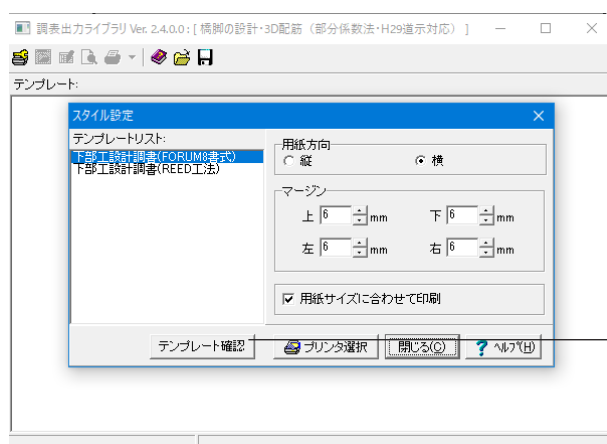 調表出力ライブラリ Ver. 2.4.0.0 : [ 橋脚の設計・3D配筋（部分係数法・H29道示対応） ]
テンプレート:
スタイル設定
テンプレートリスト:
下部工設計調書(FORUM8書式)
下部工設計調書(REED工法)
用紙方向
縦 横
マージン
上 6 mm 下 6 mm
左 6 mm 右 6 mm
用紙サイズに合わせて印刷
テンプレート確認 プリンタ選択 閉じる(C) ? ヘルプ(H)